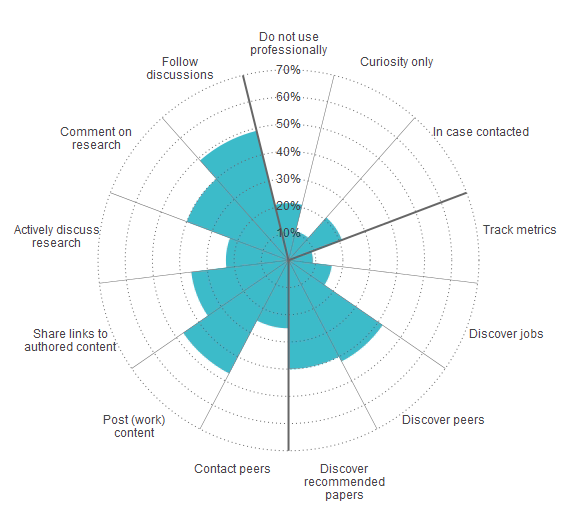 Do not use
professionally
Curiosity only
In case contacted
Track metrics
Discover jobs
Discover peers
Discover
recommended
papers
Contact peers
Post (work)
content
Share links to
authored content
Actively discuss
research
Comment on
research
Follow
discussions
70%
60%
50%
40%
30%
20%
10%